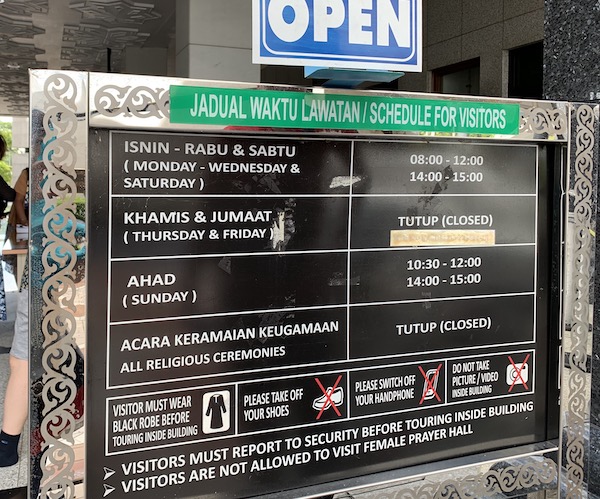 OPEN
JADUAL WAKTU LAWATAN / SCHEDULE FOR VISITORS
ISNIN - RABU & SABTU
( MONDAY - WEDNESDAY &
SATURDAY )
08:00 - 12:00
14:00 - 15:00
KHAMIS & JUMAAT
( THURSDAY & FRIDAY )
TUTUP (CLOSED)
AHAD
( SUNDAY )
10:30 - 12:00
14:00 - 15:00
ACARA KERAMAIAN KEUGAMAAN
ALL RELIGIOUS CEREMONIES
TUTUP (CLOSED)
VISITOR MUST WEAR
BLACK ROBE BEFORE
TOURING INSIDE BUILDING
PLEASE TAKE OFF
YOUR SHOES
PLEASE SWITCH OFF
YOUR HANDPHONE
DO NOT TAKE
PICTURE / VIDEO
INSIDE BUILDING
➢ VISITORS MUST REPORT TO SECURITY BEFORE TOURING INSIDE BUILDING
➢ VISITORS ARE NOT ALLOWED TO VISIT FEMALE PRAYER HALL